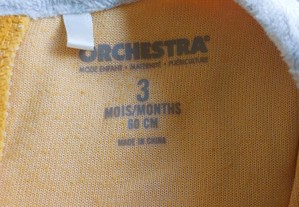 ORCHESTRA®
MODE ENFANT • MATERNITÉ • PUÉRICULTURE
3
MOIS/MONTHS
60 CM
MADE IN CHINA